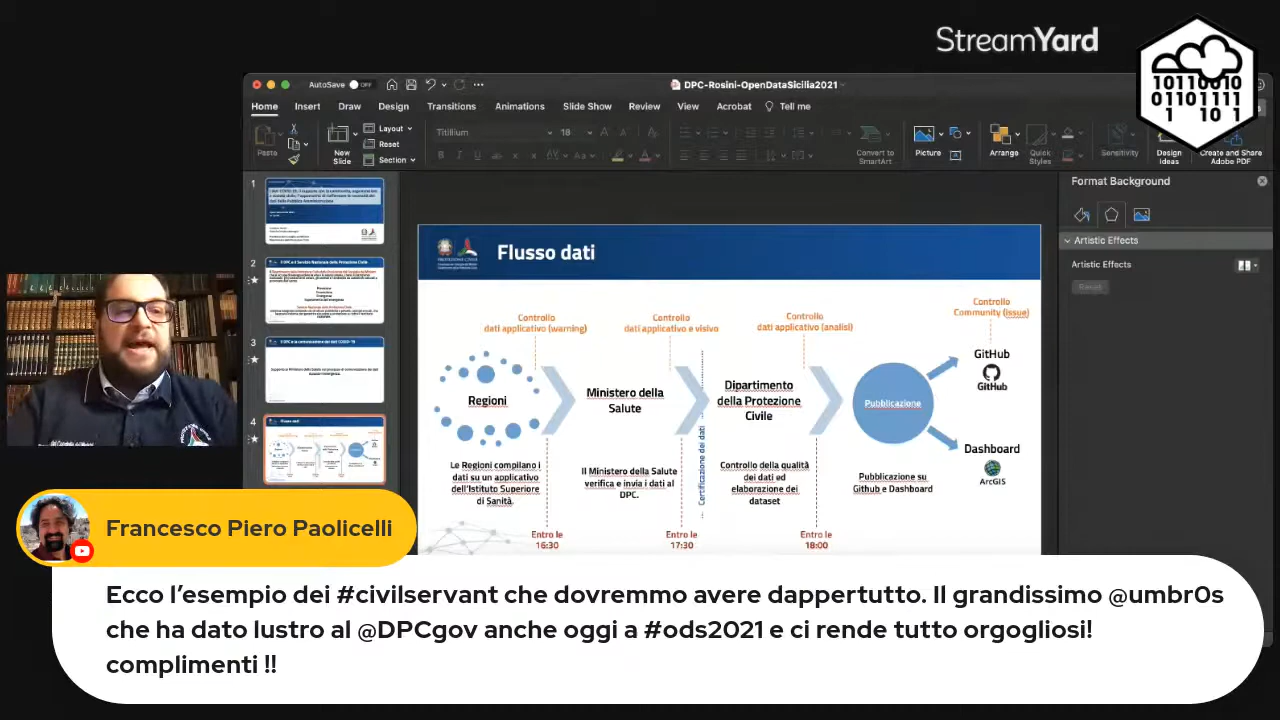 StreamYard
10110010
01101111
1 10 1
AutoSave OFF
DPC-Rosini-OpenDataSicilia2021
Home Insert Draw Design Transitions Animations Slide Show Review View Acrobat Tell me
Paste
New Slide
Layout
Reset
Section
Titillium 18
Convert to SmartArt
Picture
Arrange
Quick Styles
Sensitivity
Design Ideas
Create and Share Adobe PDF
Format Background
Artistic Effects
Artistic Effects
Reset
1
2
3
4
Flusso dati
Controllo
dati applicativo (warning)
Controllo
dati applicativo e visivo
Controllo
dati applicativo (analisi)
Controllo
Community (issue)
Regioni
Ministero della
Salute
Dipartimento
della Protezione
Civile
Pubblicazione
GitHub
GitHub
Dashboard
ArcGIS
Certificazione dei dati
Le Regioni compilano i
dati su un applicativo
dell'Istituto Superiore
di Sanità.
Il Ministero della Salute
verifica e invia i dati al
DPC.
Controllo della qualità
dei dati ed
elaborazione dei
dataset
Pubblicazione su
Github e Dashboard
Entro le
16:30
Entro le
17:30
Entro le
18:00
Francesco Piero Paolicelli
Ecco l'esempio dei #civilservant che dovremmo avere dappertutto. Il grandissimo @umbr0s
che ha dato lustro al @DPCgov anche oggi a #ods2021 e ci rende tutto orgogliosi!
complimenti !!